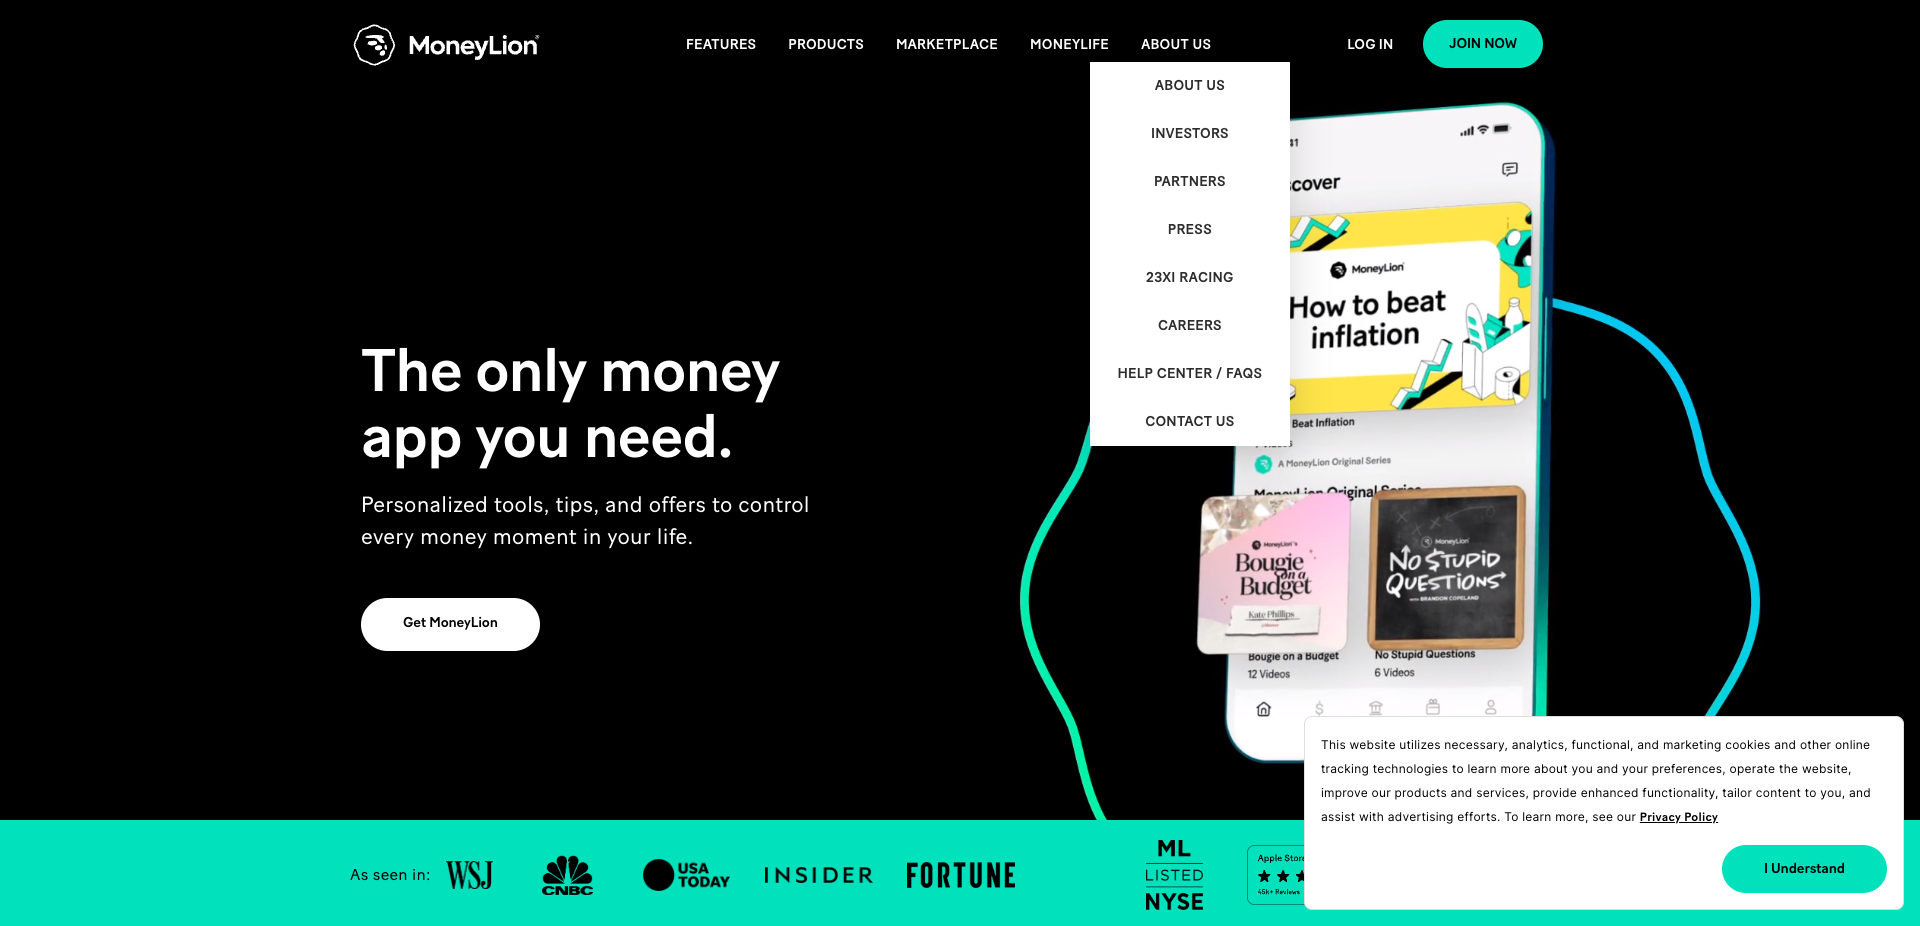 MoneyLion
FEATURES
PRODUCTS
MARKETPLACE
MONEYLIFE
ABOUT US
LOG IN
JOIN NOW
ABOUT US
INVESTORS
PARTNERS
PRESS
23XI RACING
CAREERS
HELP CENTER / FAQS
CONTACT US
The only money
app you need.
Personalized tools, tips, and offers to control
every money moment in your life.
Get MoneyLion
MoneyLion
How to beat
inflation
Beat Inflation
A MoneyLion Original Series
MoneyLion Original Series
MoneyLion's
Bougie
on a
Budget
Kate Phillips
MoneyLion
NO $TUPID
QUESTIONS
WITH BRANDON COPELAND
Bougie on a Budget
12 Videos
No Stupid Questions
6 Videos
This website utilizes necessary, analytics, functional, and marketing cookies and other online
tracking technologies to learn more about you and your preferences, operate the website,
improve our products and services, provide enhanced functionality, tailor content to you, and
assist with advertising efforts. To learn more, see our Privacy Policy
I Understand
As seen in:
WSJ
CNBC
USA
TODAY
INSIDER
FORTUNE
ML
LISTED
NYSE
Apple Store
45k+ Reviews